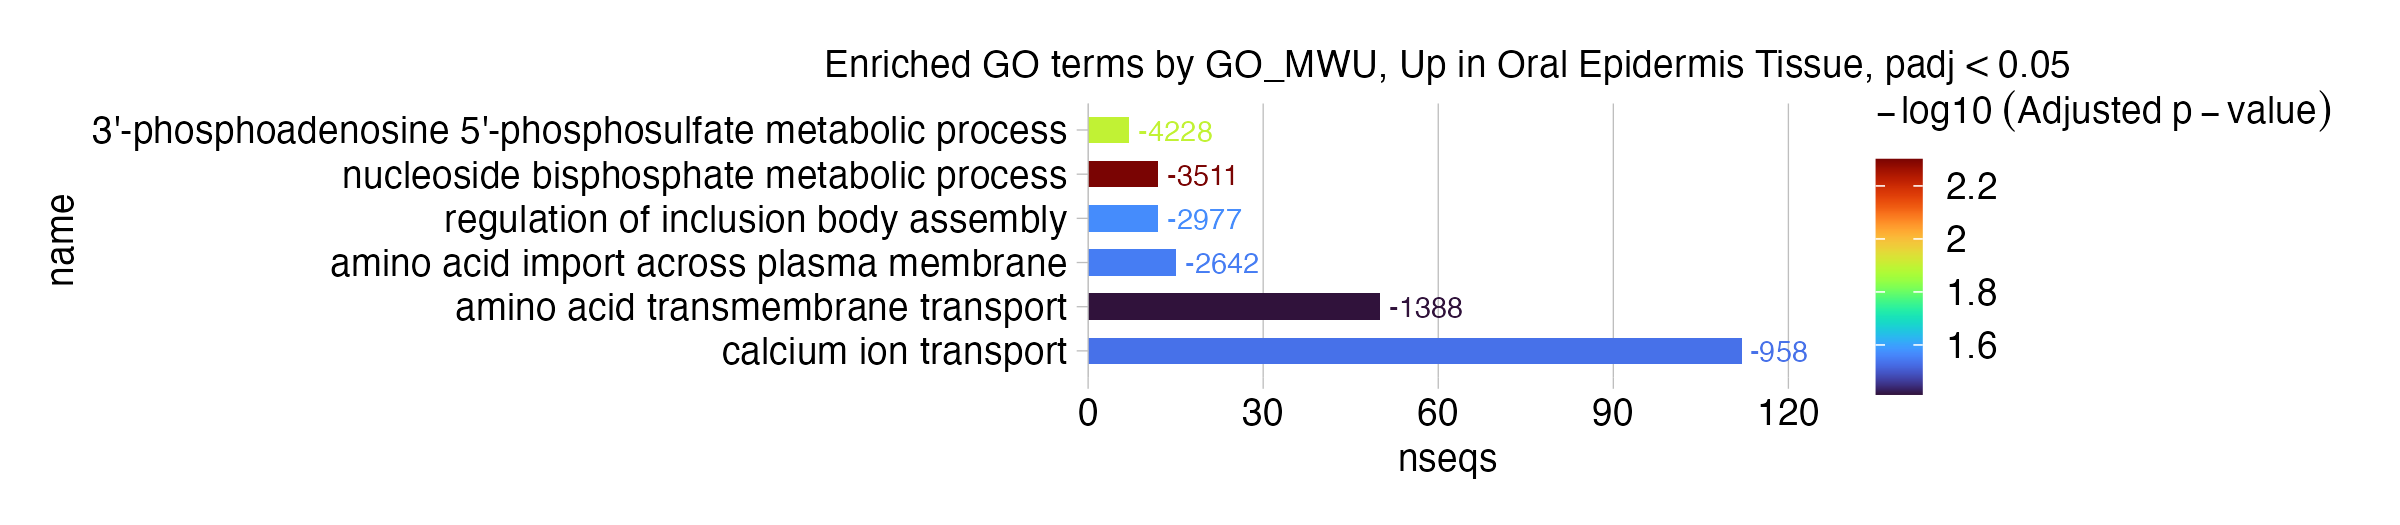 Enriched GO terms by GO_MWU, Up in Oral Epidermis Tissue, padj < 0.05
−log10 (Adjusted p − value)
3'-phosphoadenosine 5'-phosphosulfate metabolic process -4228
nucleoside bisphosphate metabolic process -3511
regulation of inclusion body assembly -2977
amino acid import across plasma membrane -2642
amino acid transmembrane transport -1388
calcium ion transport -958
name
0 30 60 90 120
nseqs
2.2
2
1.8
1.6